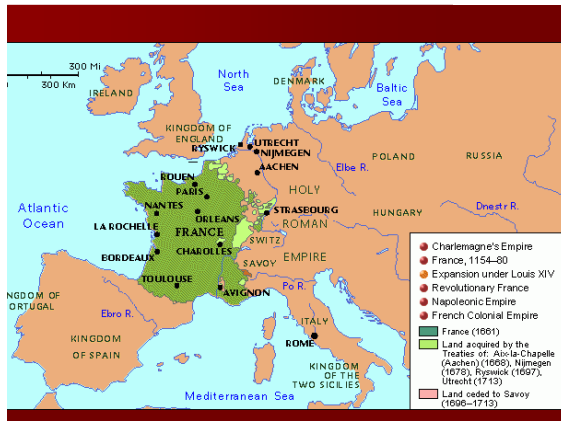 300 Mi
300 Km
North
Sea
DENMARK
Baltic
Sea
IRELAND
KINGDOM OF
ENGLAND
RYSWICK
UTRECHT
NIJMEGEN
AACHEN
Elbe R.
POLAND
RUSSIA
ROUEN
PARIS
HOLY
ROMAN
EMPIRE
Dnestr R.
Atlantic
Ocean
NANTES
ORLEANS
STRASBOURG
HUNGARY
LA ROCHELLE
FRANCE
SWITZ
CHAROLLES
BORDEAUX
SAVOY
TOULOUSE
AVIGNON
Po R.
KINGDOM OF
PORTUGAL
Ebro R.
ITALY
ROME
KINGDOM
OF SPAIN
KINGDOM
OF THE
TWO SICILIES
Mediterranean Sea
Charlemagne's Empire
France, 1154–80
Expansion under Louis XIV
Revolutionary France
Napoleonic Empire
French Colonial Empire
France (1661)
Land acquired by the
Treaties of: Aix-la-Chapelle
(Aachen) (1668), Nijmegen
(1678), Ryswick (1697),
Utrecht (1713)
Land ceded to Savoy
(1696–1713)